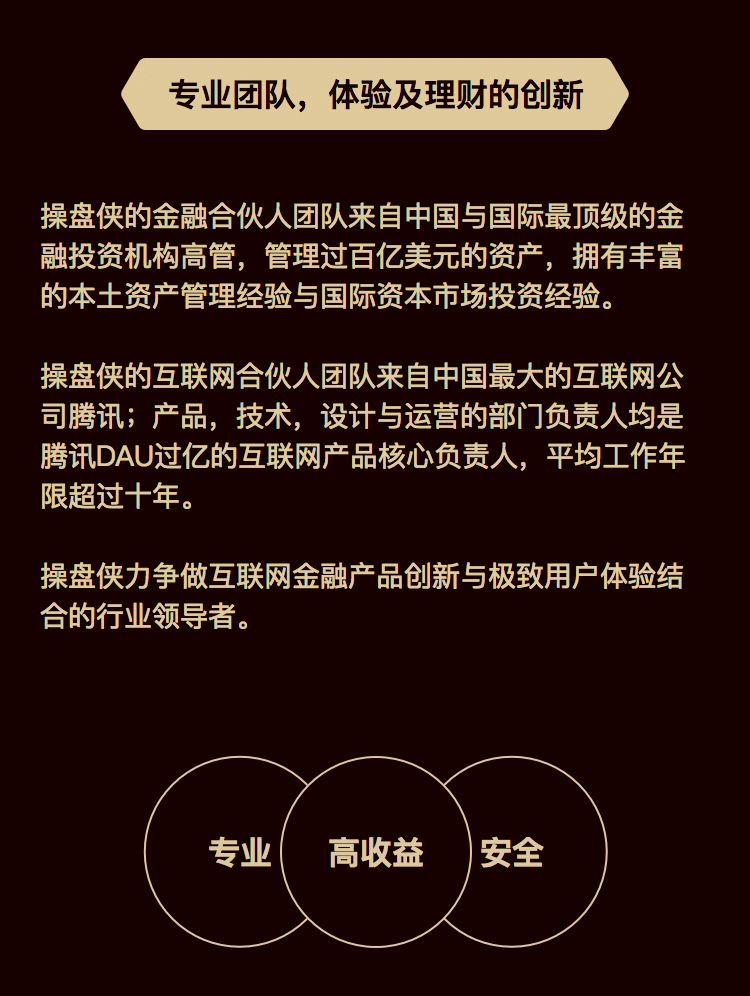 专业团队，体验及理财的创新
操盘侠的金融合伙人团队来自中国与国际最顶级的金
融投资机构高管，管理过百亿美元的资产，拥有丰富
的本土资产管理经验与国际资本市场投资经验。
操盘侠的互联网合伙人团队来自中国最大的互联网公
司腾讯；产品，技术，设计与运营的部门负责人均是
腾讯DAU过亿的互联网产品核心负责人，平均工作年
限超过十年。
操盘侠力争做互联网金融产品创新与极致用户体验结
合的行业领导者。
专业
高收益
安全